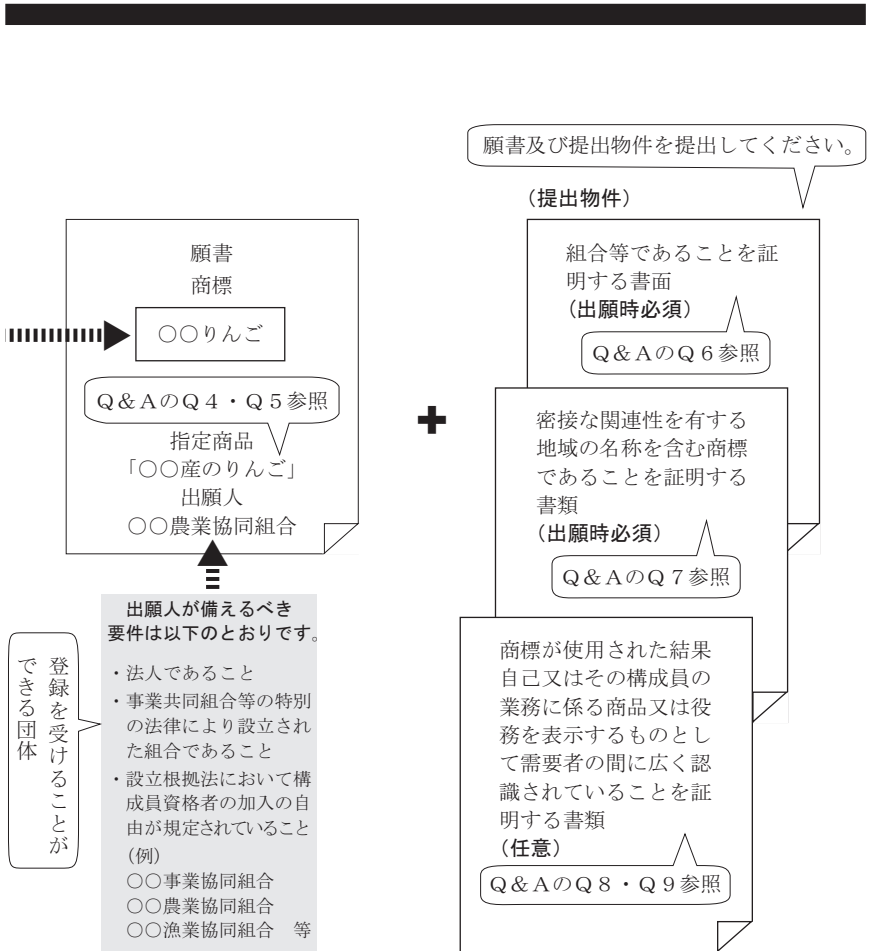 願書及び提出物件を提出してください。
（提出物件）
願書
商標
○○りんご
Q&AのQ4・Q5参照
指定商品
「○○産のりんご」
出願人
○○農業協同組合
出願人が備えるべき
要件は以下のとおりです。
・法人であること
・事業共同組合等の特別
の法律により設立され
た組合であること
・設立根拠法において構
成員資格者の加入の自
由が規定されていること
（例）
○○事業協同組合
○○農業協同組合
○○漁業協同組合　等
登録を受けることが
できる団体
＋
組合等であることを証
明する書面
（出願時必須）
Q&AのQ6参照
密接な関連性を有する
地域の名称を含む商標
であることを証明する
書類
（出願時必須）
Q&AのQ7参照
商標が使用された結果
自己又はその構成員の
業務に係る商品又は役
務を表示するものとし
て需要者の間に広く認
識されていることを証
明する書類
（任意）
Q&AのQ8・Q9参照